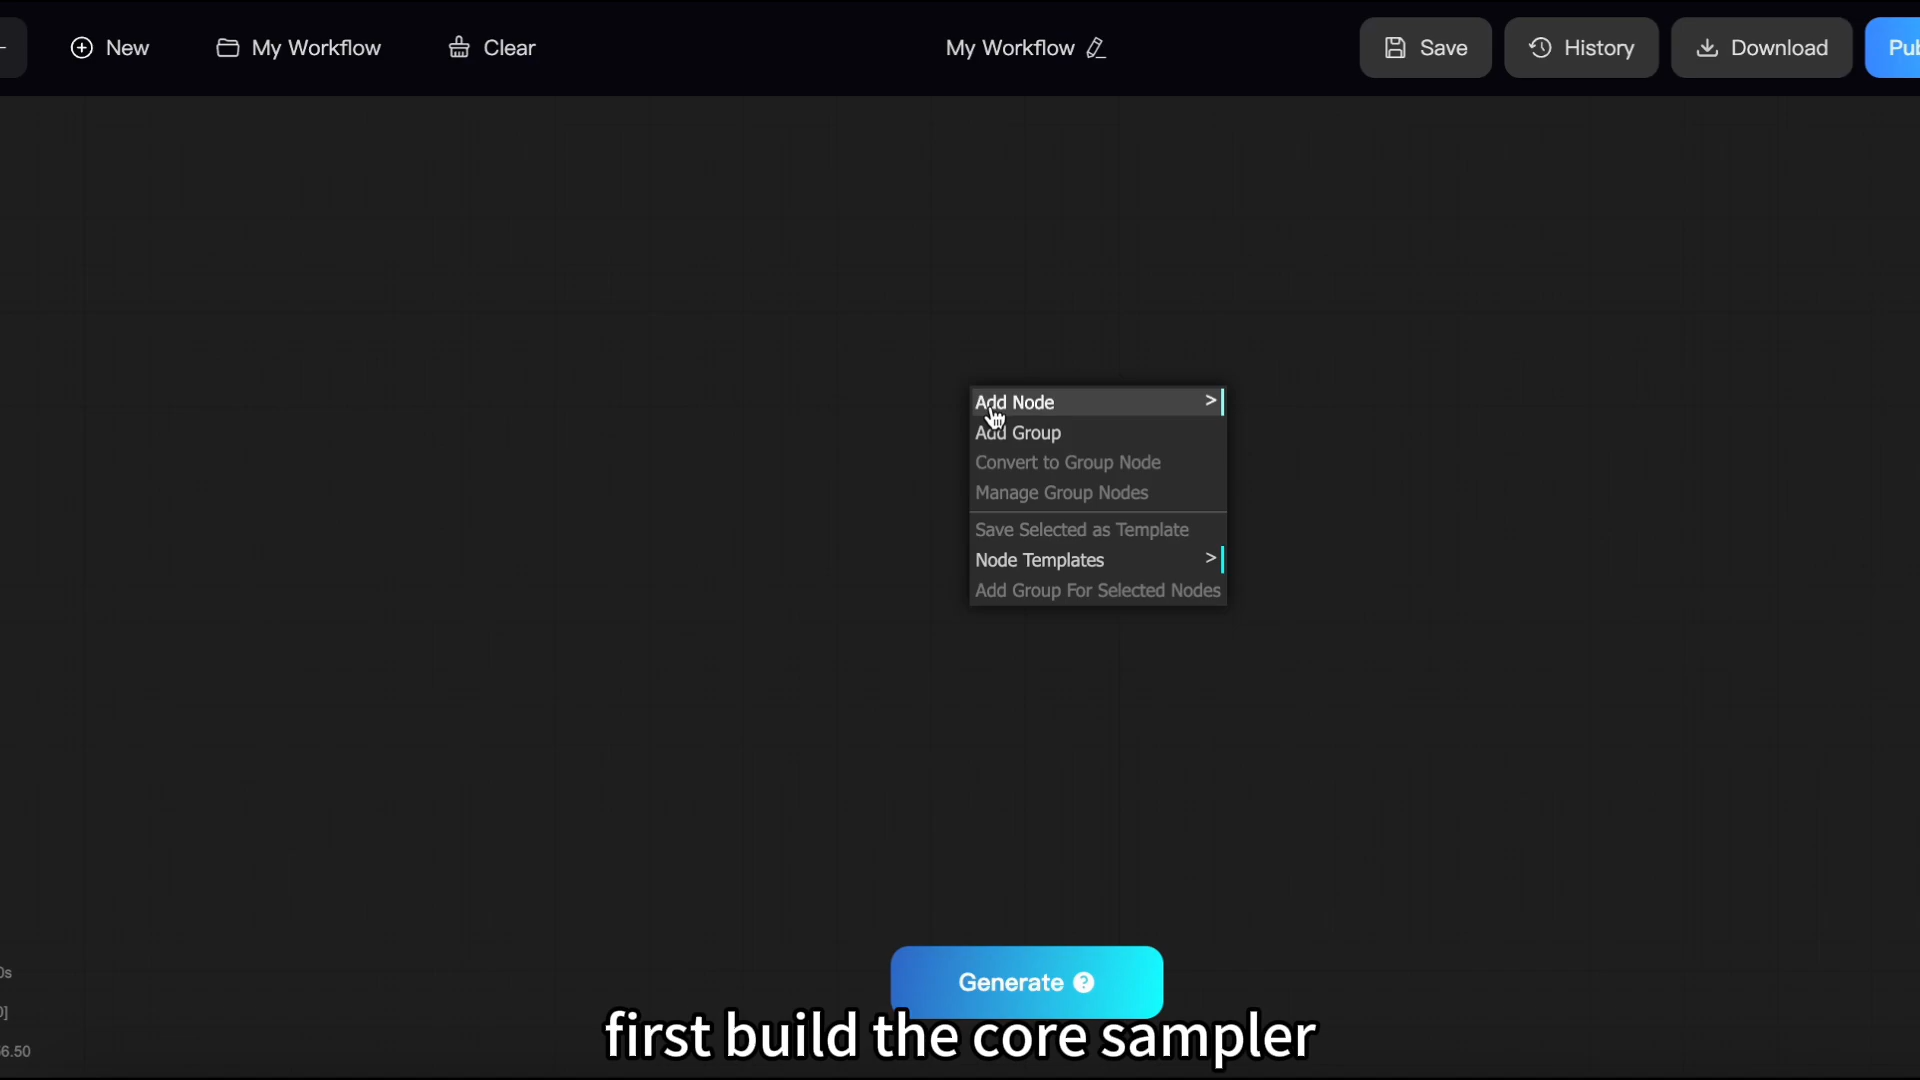 New
My Workflow
Clear
My Workflow
Save
History
Download
Add Node >
Add Group
Convert to Group Node
Manage Group Nodes
Save Selected as Template
Node Templates >
Add Group For Selected Nodes
Generate ?
first build the core sampler